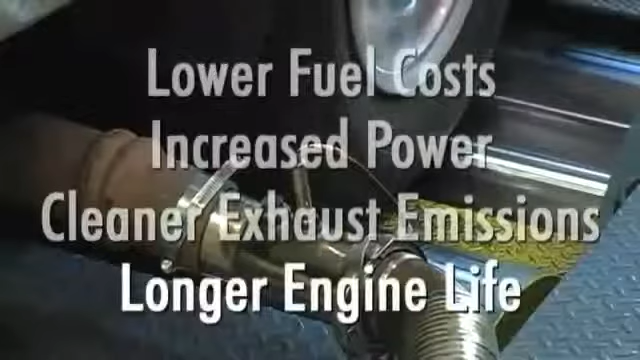 Lower Fuel Costs
Increased Power
Cleaner Exhaust Emissions
Longer Engine Life